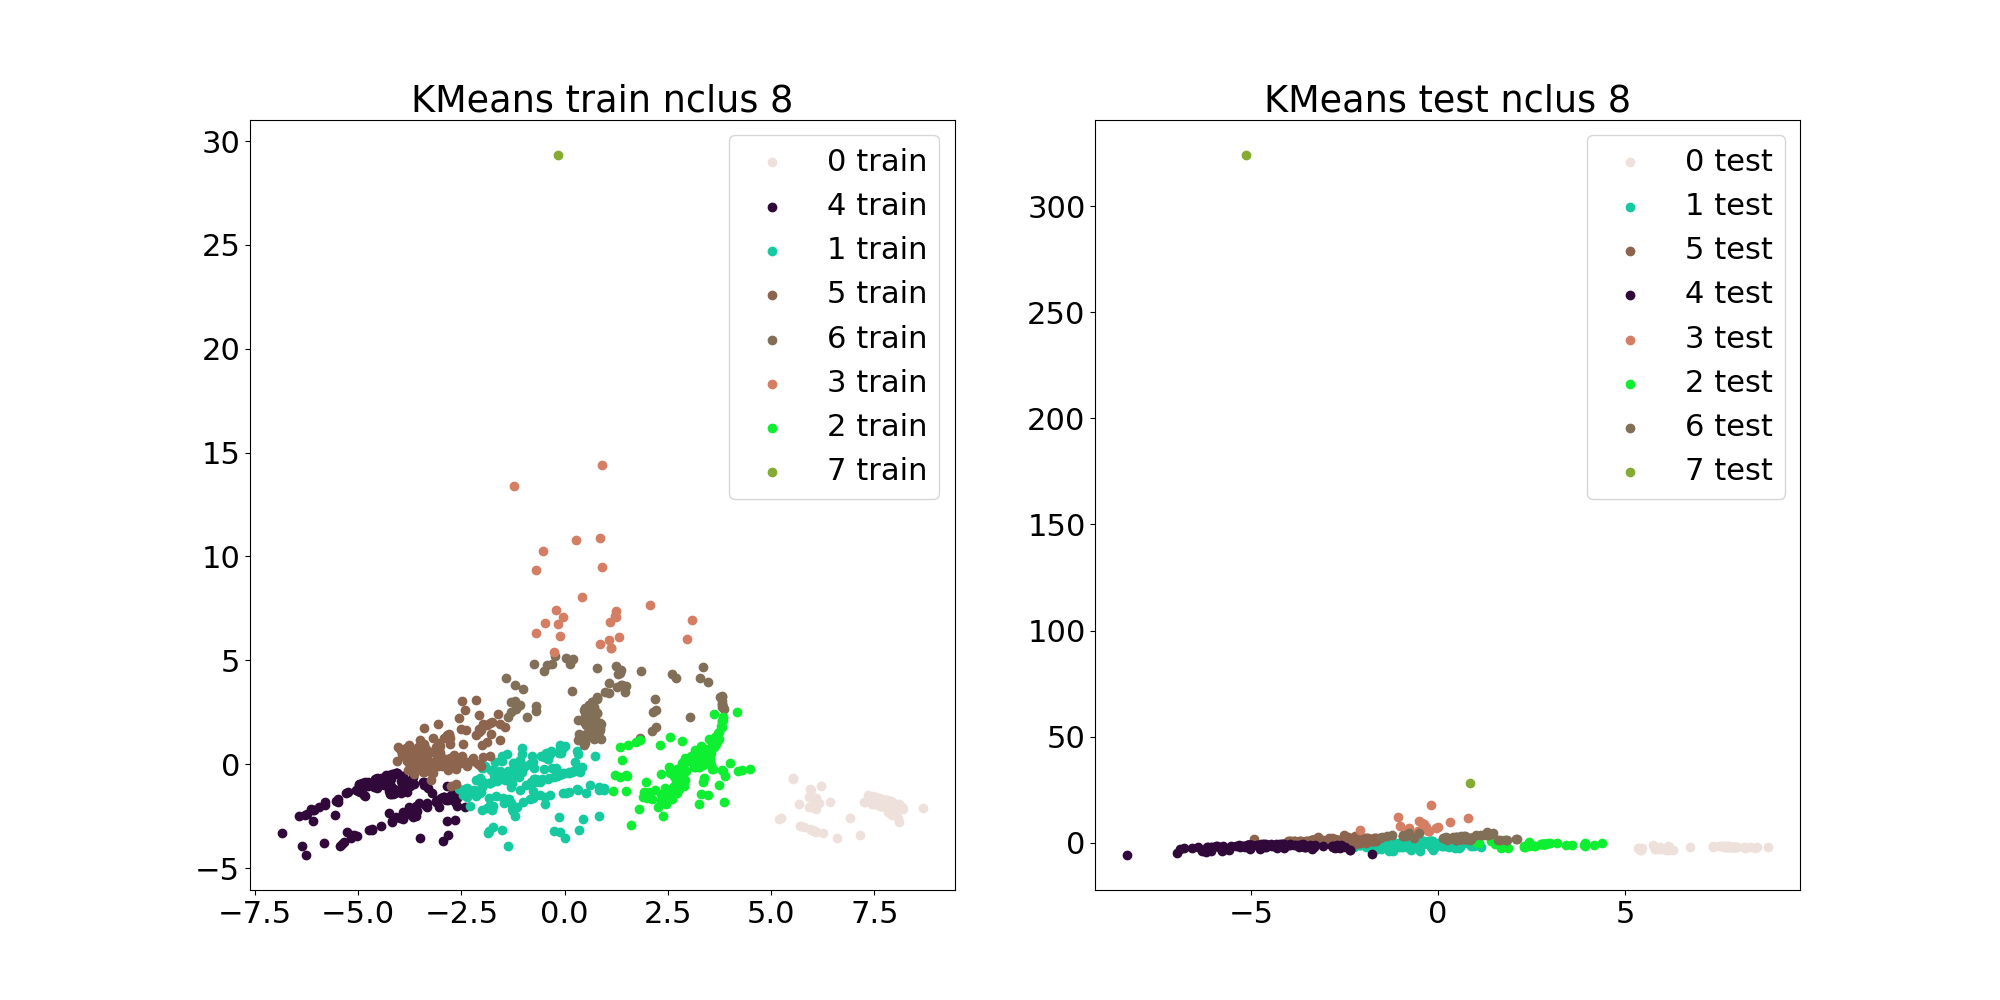 KMeans train nclus 8
30
25
20
15
10
5
0
−5
−7.5 −5.0 −2.5 0.0 2.5 5.0 7.5
0 train
4 train
1 train
5 train
6 train
3 train
2 train
7 train
KMeans test nclus 8
300
250
200
150
100
50
0
−5 0 5
0 test
1 test
5 test
4 test
3 test
2 test
6 test
7 test